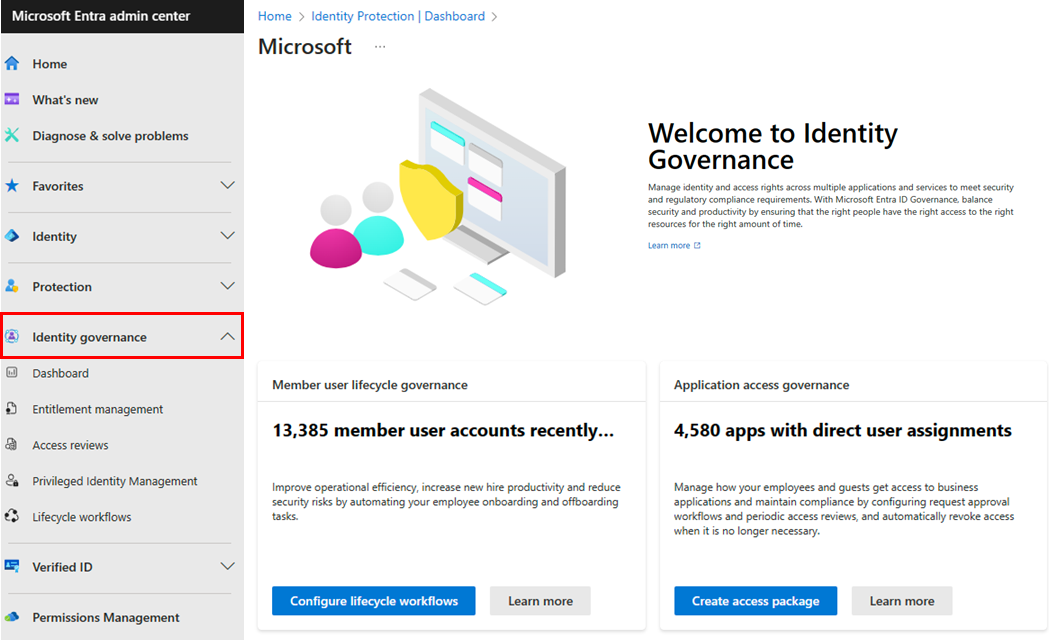 Microsoft Entra admin center
Home
What's new
Diagnose & solve problems
Favorites
Identity
Protection
Identity governance
Dashboard
Entitlement management
Access reviews
Privileged Identity Management
Lifecycle workflows
Verified ID
Permissions Management
Home > Identity Protection | Dashboard >
Microsoft ...
Welcome to Identity
Governance
Manage identity and access rights across multiple applications and services to meet security
and regulatory compliance requirements. With Microsoft Entra ID Governance, balance
security and productivity by ensuring that the right people have the right access to the right
resources for the right amount of time.
Learn more
Member user lifecycle governance
13,385 member user accounts recently...
Improve operational efficiency, increase new hire productivity and reduce
security risks by automating your employee onboarding and offboarding
tasks.
Configure lifecycle workflows
Learn more
Application access governance
4,580 apps with direct user assignments
Manage how your employees and guests get access to business
applications and maintain compliance by configuring request approval
workflows and periodic access reviews, and automatically revoke access
when it is no longer necessary.
Create access package
Learn more